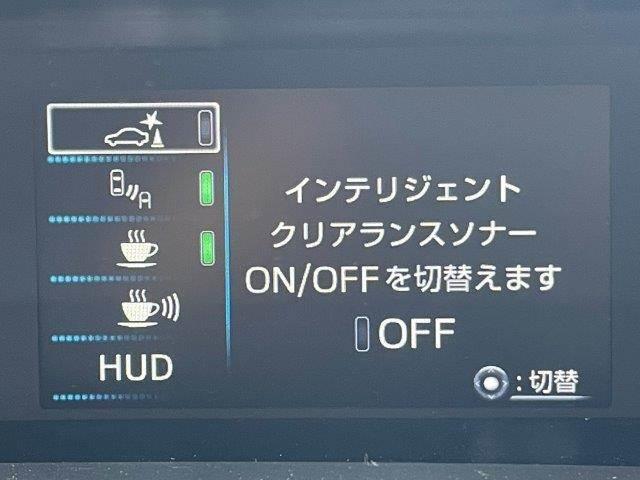 インテリジェント
クリアランスソナー
ON/OFFを切替えます
OFF
HUD
:切替